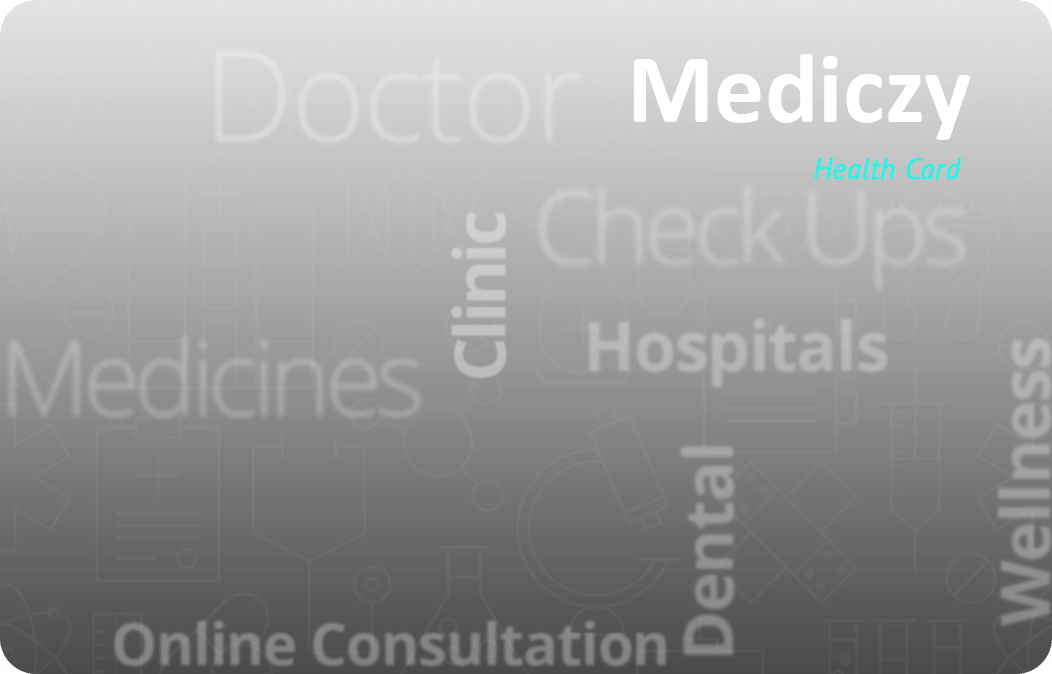 Doctor
Mediczy
Health Card
Check Ups
Clinic
Hospitals
Medicines
Wellness
Dental
Online Consultation